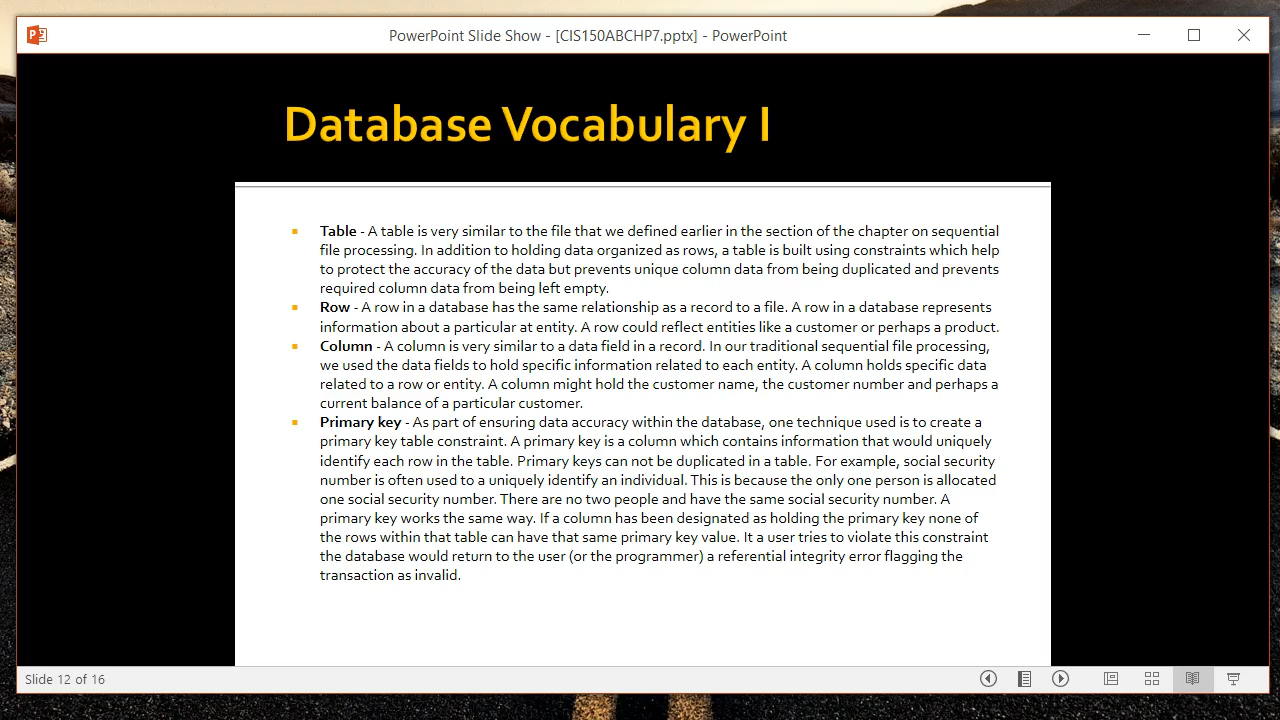 PowerPoint Slide Show - [CIS150ABCHP7.pptx] - PowerPoint
Database Vocabulary I
Table - A table is very similar to the file that we defined earlier in the section of the chapter on sequential
file processing. In addition to holding data organized as rows, a table is built using constraints which help
to protect the accuracy of the data but prevents unique column data from being duplicated and prevents
required column data from being left empty.
Row - A row in a database has the same relationship as a record to a file. A row in a database represents
information about a particular at entity. A row could reflect entities like a customer or perhaps a product.
Column - A column is very similar to a data field in a record. In our traditional sequential file processing,
we used the data fields to hold specific information related to each entity. A column holds specific data
related to a row or entity. A column might hold the customer name, the customer number and perhaps a
current balance of a particular customer.
Primary key - As part of ensuring data accuracy within the database, one technique used is to create a
primary key table constraint. A primary key is a column which contains information that would uniquely
identify each row in the table. Primary keys can not be duplicated in a table. For example, social security
number is often used to a uniquely identify an individual. This is because the only one person is allocated
one social security number. There are no two people and have the same social security number. A
primary key works the same way. If a column has been designated as holding the primary key none of
the rows within that table can have that same primary key value. It a user tries to violate this constraint
the database would return to the user (or the programmer) a referential integrity error flagging the
transaction as invalid.
Slide 12 of 16